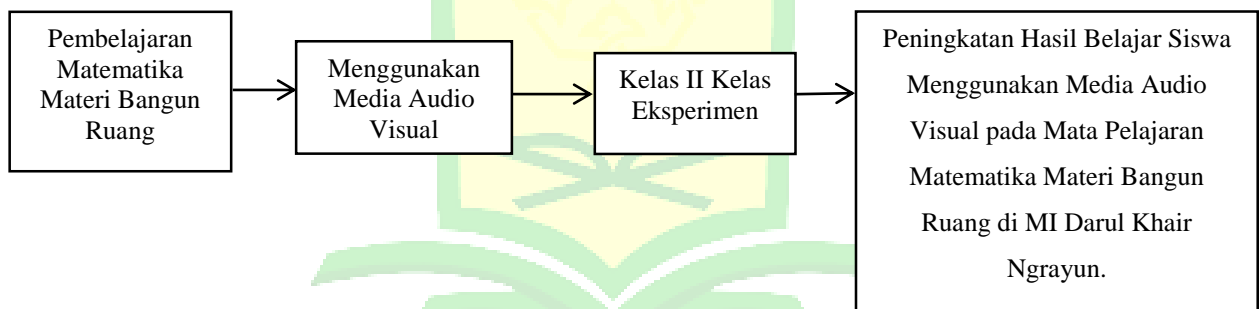 Pembelajaran
Matematika
Materi Bangun
Ruang
Menggunakan
Media Audio
Visual
Kelas II Kelas
Eksperimen
Peningkatan Hasil Belajar Siswa
Menggunakan Media Audio
Visual pada Mata Pelajaran
Matematika Materi Bangun
Ruang di MI Darul Khair
Ngrayun.